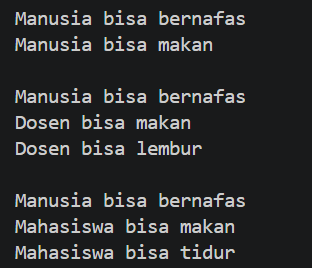 Manusia bisa bernafas
Manusia bisa makan
Manusia bisa bernafas
Dosen bisa makan
Dosen bisa lembur
Manusia bisa bernafas
Mahasiswa bisa makan
Mahasiswa bisa tidur